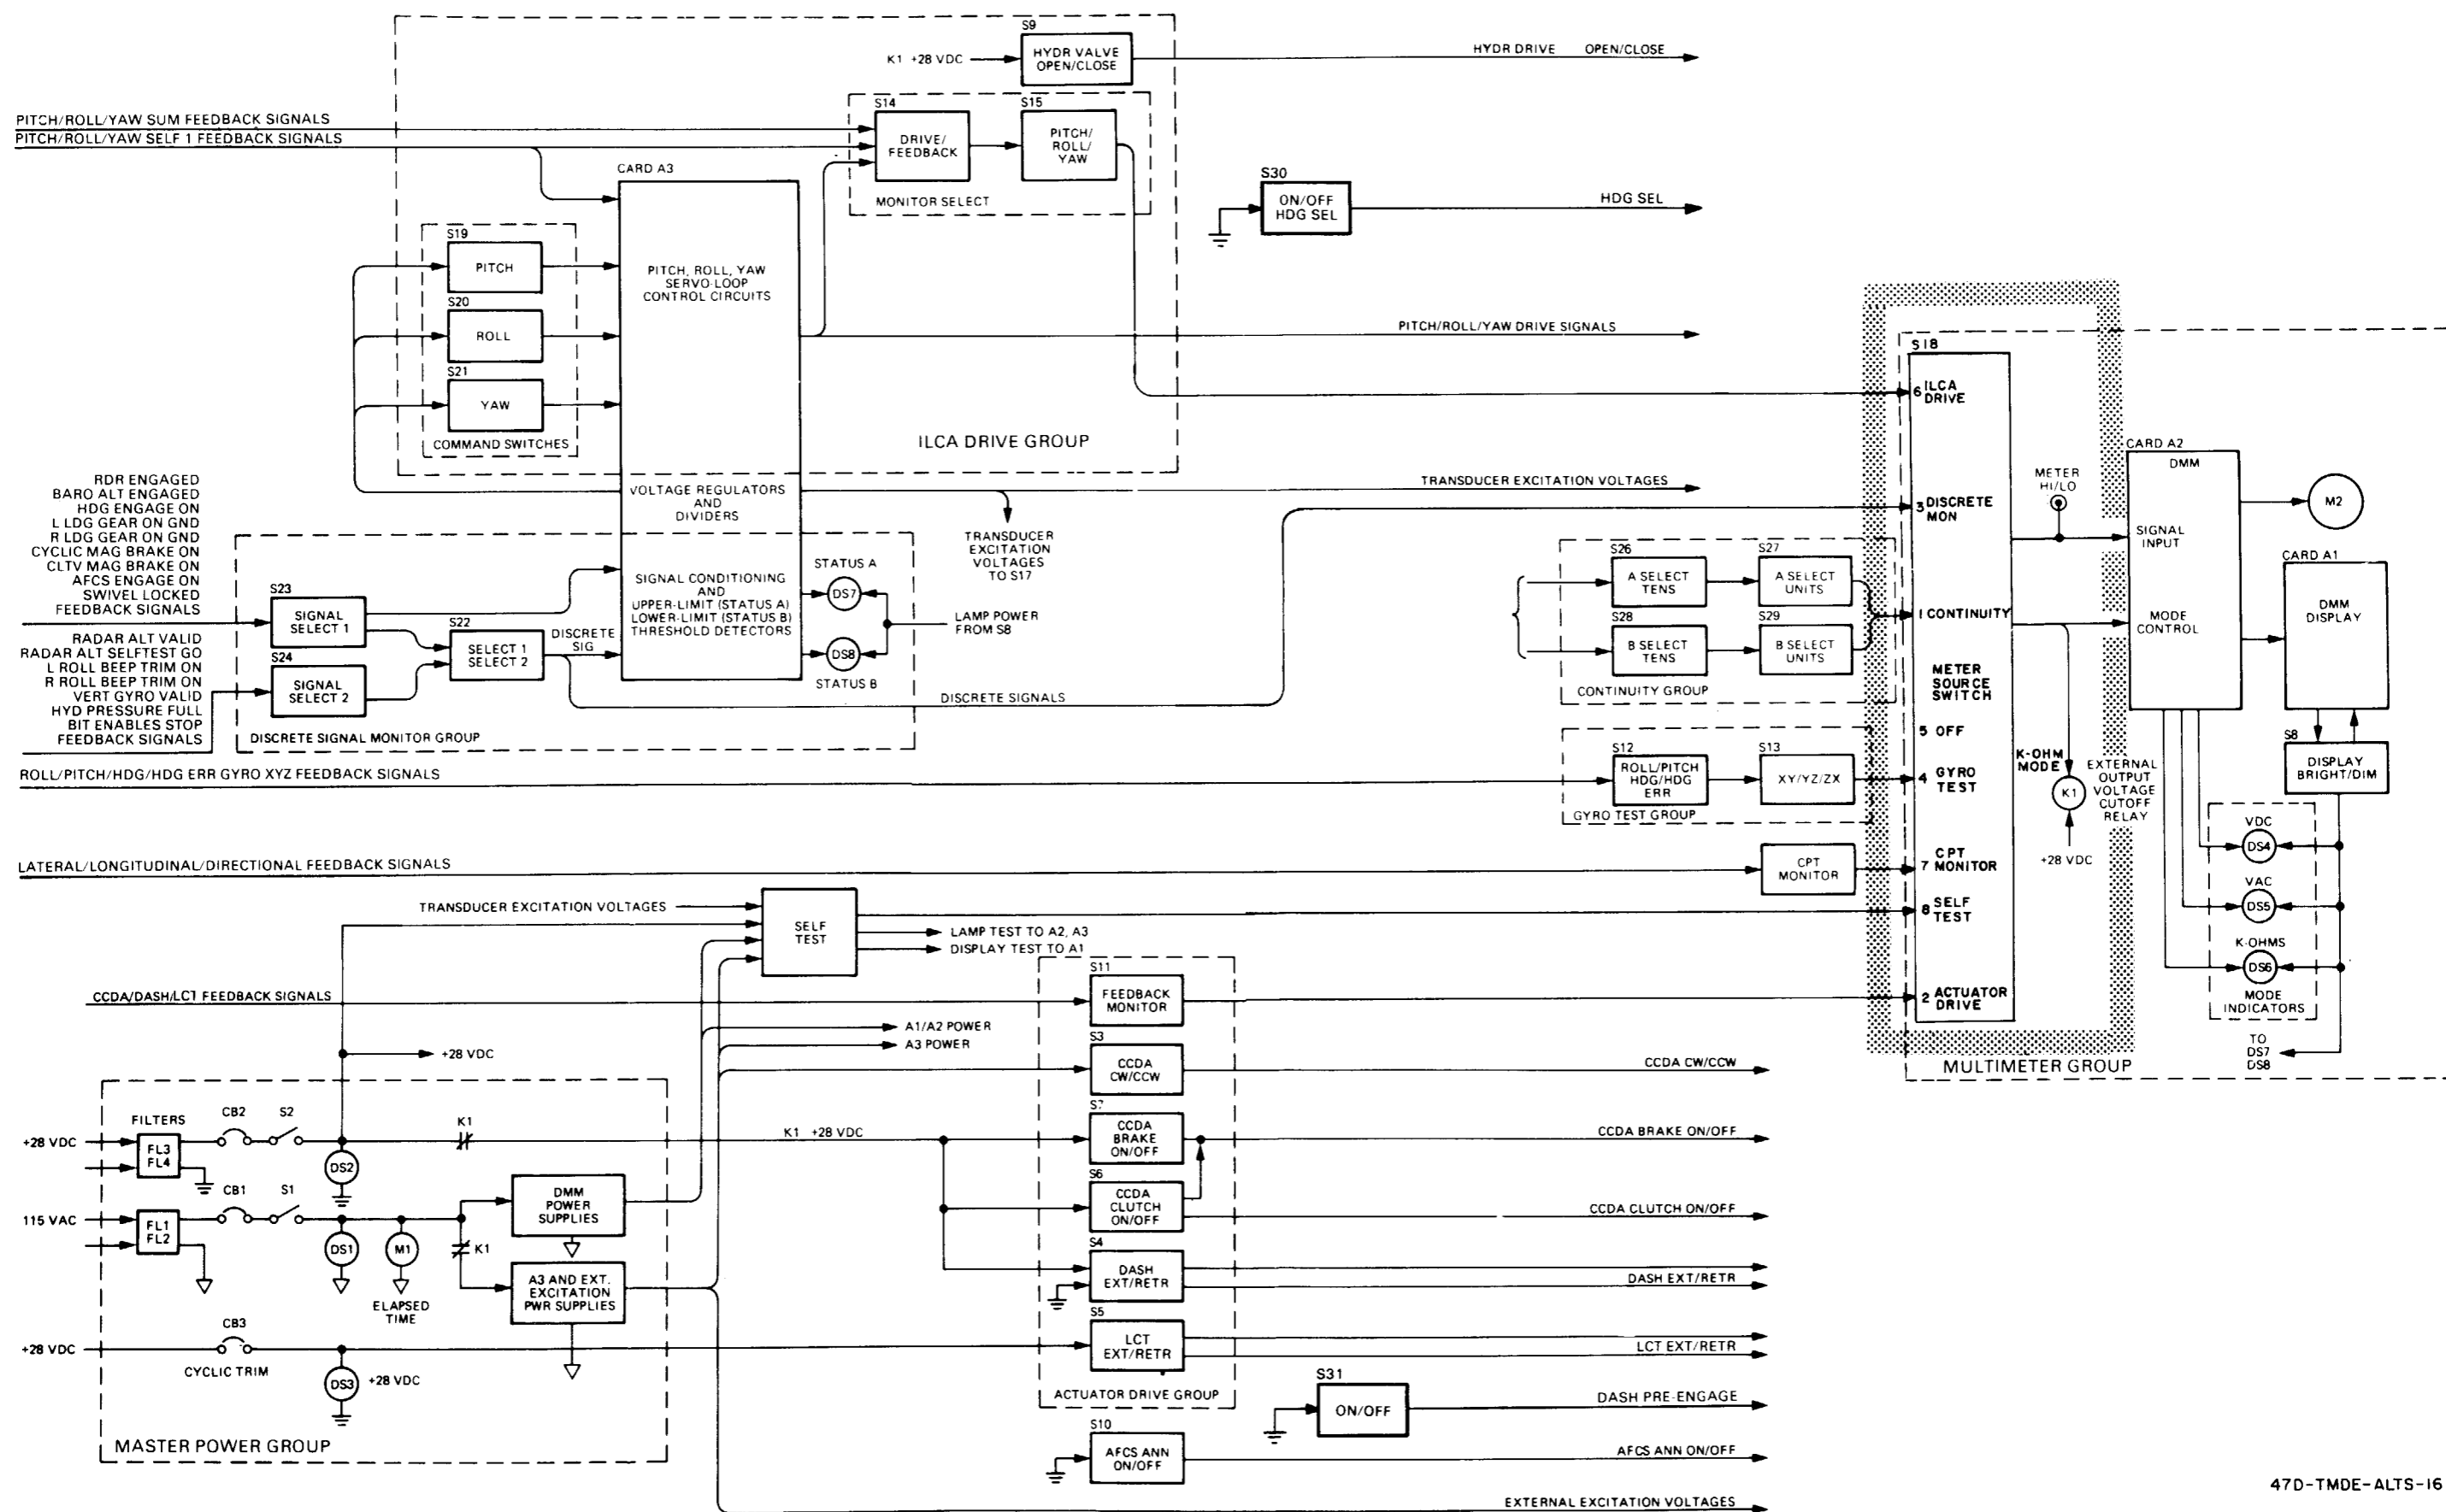 S9
HYDR VALVE
OPEN/CLOSE
K1 +28 VDC
HYDR DRIVE OPEN/CLOSE
PITCH/ROLL/YAW SUM FEEDBACK SIGNALS
PITCH/ROLL/YAW SELF 1 FEEDBACK SIGNALS
S14
DRIVE/
FEEDBACK
S15
PITCH/
ROLL/
YAW
MONITOR SELECT
CARD A3
PITCH, ROLL, YAW
SERVO-LOOP
CONTROL CIRCUITS
S19
PITCH
S20
ROLL
S21
YAW
COMMAND SWITCHES
ILCA DRIVE GROUP
S30
ON/OFF
HDG SEL
HDG SEL
PITCH/ROLL/YAW DRIVE SIGNALS
VOLTAGE REGULATORS
AND
DIVIDERS
TRANSDUCER EXCITATION VOLTAGES
TRANSDUCER
EXCITATION
VOLTAGES
TO S17
RDR ENGAGED
BARO ALT ENGAGED
HDG ENGAGE ON
L LDG GEAR ON GND
R LDG GEAR ON GND
CYCLIC MAG BRAKE ON
CLTV MAG BRAKE ON
AFCS ENGAGE ON
SWIVEL LOCKED
FEEDBACK SIGNALS
RADAR ALT VALID
RADAR ALT SELFTEST GO
L ROLL BEEP TRIM ON
R ROLL BEEP TRIM ON
VERT GYRO VALID
HYD PRESSURE FULL
BIT ENABLES STOP
FEEDBACK SIGNALS
S23
SIGNAL
SELECT 1
S24
SIGNAL
SELECT 2
S22
SELECT 1
SELECT 2
DISCRETE
SIG
SIGNAL CONDITIONING
AND
UPPER-LIMIT (STATUS A)
LOWER-LIMIT (STATUS B)
THRESHOLD DETECTORS
STATUS A
DS7
DS8
STATUS B
LAMP POWER
FROM S8
DISCRETE SIGNALS
DISCRETE SIGNAL MONITOR GROUP
S26
A SELECT
TENS
S27
A SELECT
UNITS
S28
B SELECT
TENS
S29
B SELECT
UNITS
CONTINUITY GROUP
ROLL/PITCH/HDG/HDG ERR GYRO XYZ FEEDBACK SIGNALS
S12
ROLL/PITCH
HDG/HDG
ERR
S13
XY/YZ/ZX
GYRO TEST GROUP
LATERAL/LONGITUDINAL/DIRECTIONAL FEEDBACK SIGNALS
CPT
MONITOR
S18
6 ILCA
DRIVE
3 DISCRETE
MON
1 CONTINUITY
METER
SOURCE
SWITCH
5 OFF
4 GYRO
TEST
7 CPT
MONITOR
8 SELF
TEST
2 ACTUATOR
DRIVE
METER
HI/LO
K-OHM
MODE
K1
+28 VDC
EXTERNAL
OUTPUT
VOLTAGE
CUTOFF
RELAY
CARD A2
DMM
SIGNAL
INPUT
MODE
CONTROL
M2
CARD A1
DMM
DISPLAY
S8
DISPLAY
BRIGHT/DIM
VDC
DS4
VAC
DS5
K-OHMS
DS6
MODE
INDICATORS
TO
DS7
DS8
MULTIMETER GROUP
TRANSDUCER EXCITATION VOLTAGES
SELF
TEST
LAMP TEST TO A2, A3
DISPLAY TEST TO A1
CCDA/DASH/LCT FEEDBACK SIGNALS
A1/A2 POWER
A3 POWER
+28 VDC
S11
FEEDBACK
MONITOR
S3
CCDA
CW/CCW
CCDA CW/CCW
S7
CCDA
BRAKE
ON/OFF
CCDA BRAKE ON/OFF
S6
CCDA
CLUTCH
ON/OFF
CCDA CLUTCH ON/OFF
S4
DASH
EXT/RETR
DASH EXT/RETR
S5
LCT
EXT/RETR
LCT EXT/RETR
ACTUATOR DRIVE GROUP
S31
ON/OFF
DASH PRE-ENGAGE
S10
AFCS ANN
ON/OFF
AFCS ANN ON/OFF
EXTERNAL EXCITATION VOLTAGES
FILTERS
+28 VDC
FL3
FL4
CB2
S2
DS2
K1
K1 +28 VDC
115 VAC
FL1
FL2
CB1
S1
DS1
M1
ELAPSED
TIME
K1
DMM
POWER
SUPPLIES
A3 AND EXT.
EXCITATION
PWR SUPPLIES
+28 VDC
CB3
CYCLIC TRIM
DS3
+28 VDC
MASTER POWER GROUP
47D-TMDE-ALTS-16